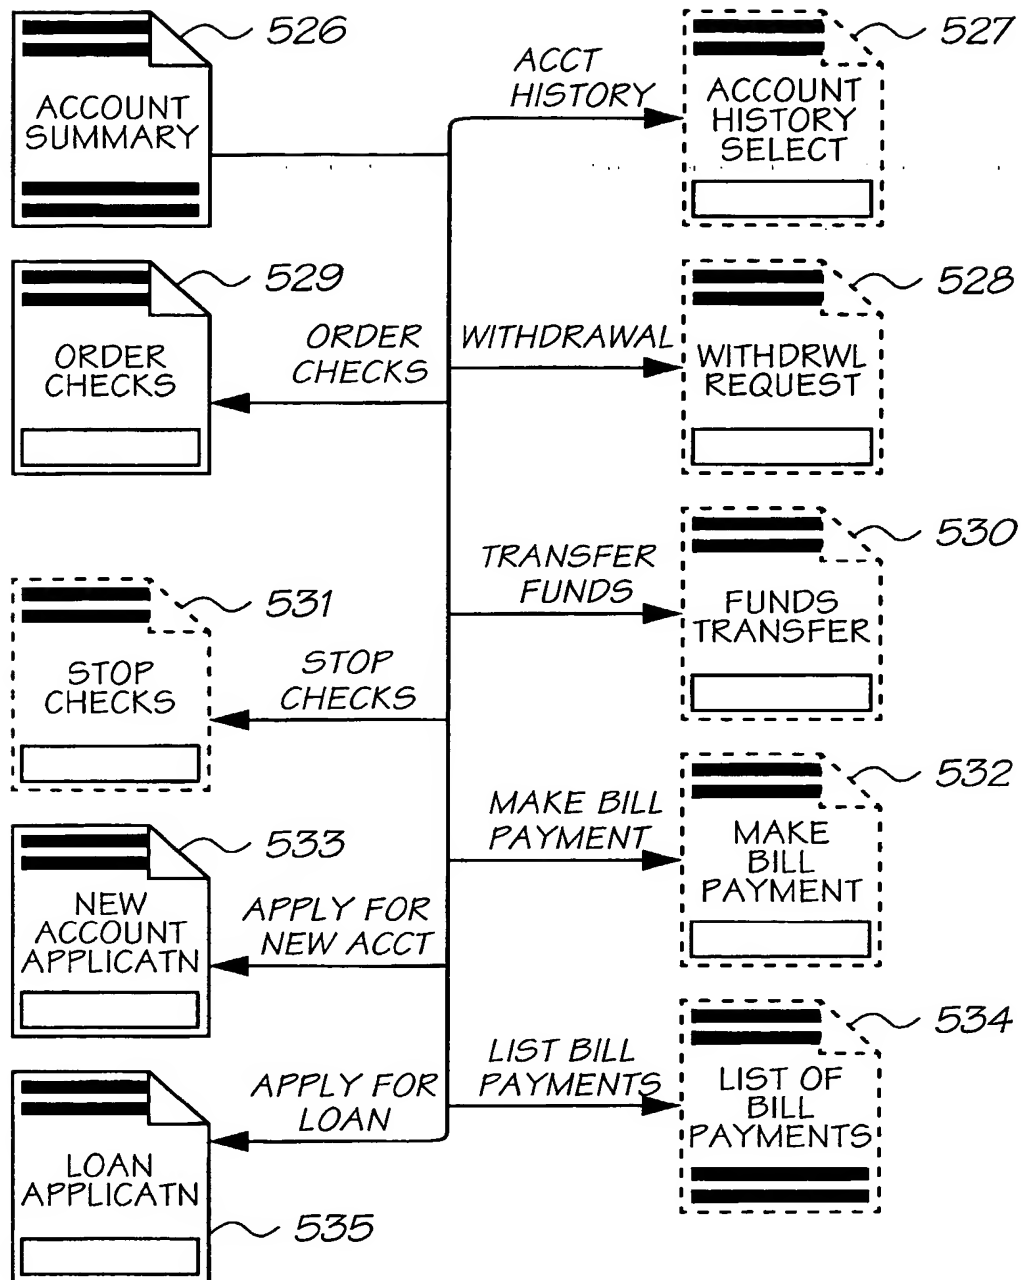 526
ACCOUNT
SUMMARY
ACCT
HISTORY
527
ACCOUNT
HISTORY
SELECT
529
ORDER
CHECKS
ORDER
CHECKS
WITHDRAWAL
528
WITHDRWL
REQUEST
TRANSFER
FUNDS
530
FUNDS
TRANSFER
531
STOP
CHECKS
STOP
CHECKS
MAKE BILL
PAYMENT
532
MAKE
BILL
PAYMENT
533
NEW
ACCOUNT
APPLICATN
APPLY FOR
NEW ACCT
LIST BILL
PAYMENTS
534
LIST OF
BILL
PAYMENTS
APPLY FOR
LOAN
LOAN
APPLICATN
535